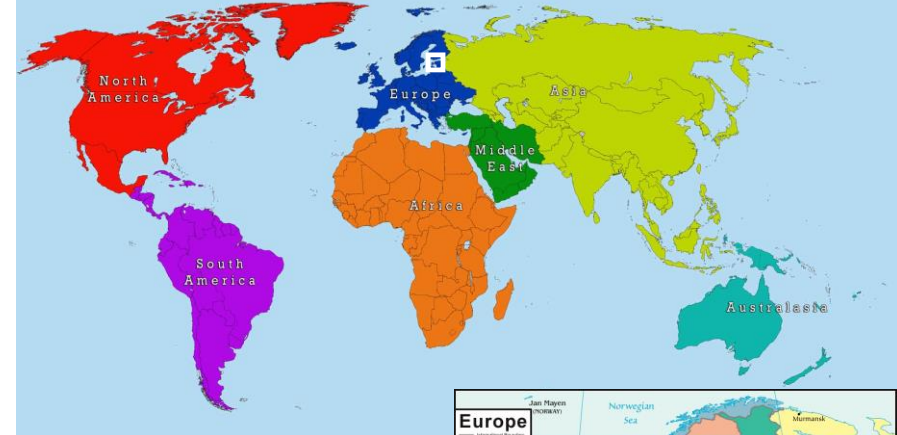 North
America
Europe
Asia
Middle
East
Africa
South
America
Australasia
Jan Mayen
(NORWAY)
Norwegian
Sea
Murmansk
Europe